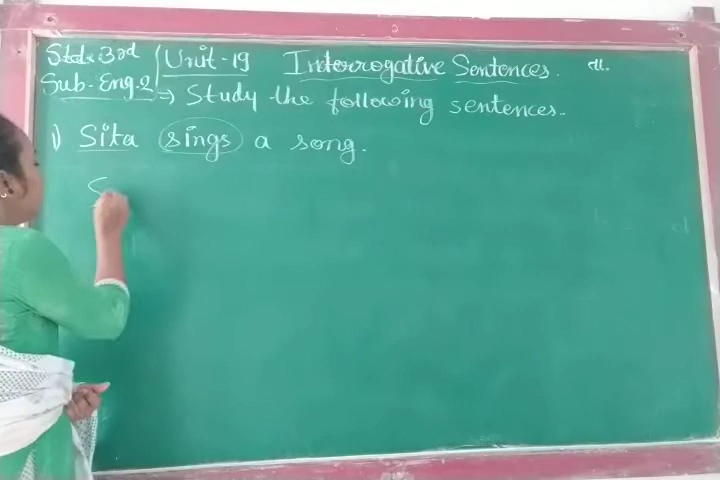 Std:- 3rd Unit - 19 Interrogative Sentences.
Sub- Eng.2
→ Study the following sentences..
1) Sita sings a song.
S